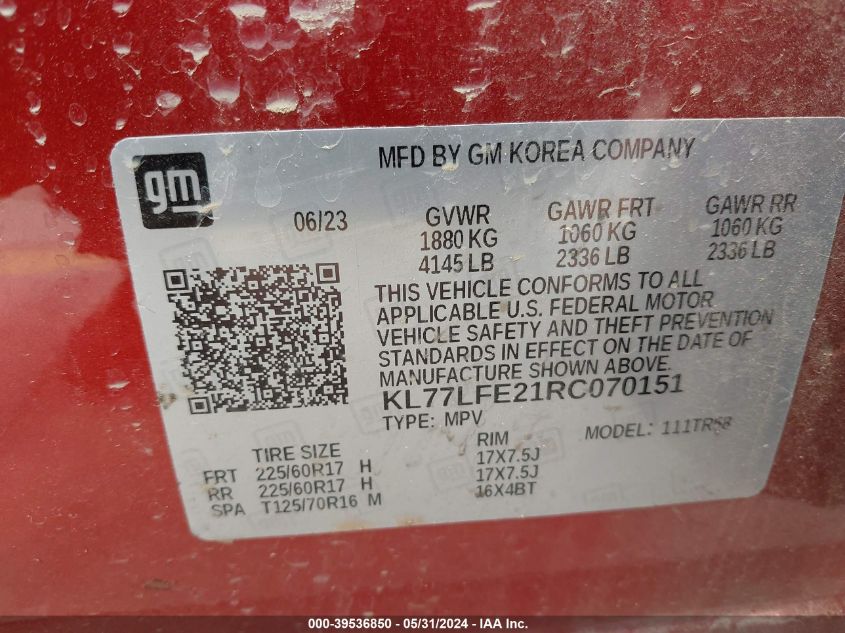 gm
MFD BY GM KOREA COMPANY
06/23
GVWR GAWR FRT GAWR RR
1880 KG 1060 KG 1060 KG
4145 LB 2336 LB 2336 LB
THIS VEHICLE CONFORMS TO ALL
APPLICABLE U.S. FEDERAL MOTOR
VEHICLE SAFETY AND THEFT PREVENTION
STANDARDS IN EFFECT ON THE DATE OF
MANUFACTURE SHOWN ABOVE.
KL77LFE21RC070151
TYPE: MPV MODEL: 111TR58
TIRE SIZE RIM
FRT 225/60R17 H 17X7.5J
RR 225/60R17 H 17X7.5J
SPA T125/70R16 M 16X4BT
000-39536850 - 05/31/2024 - IAA Inc.